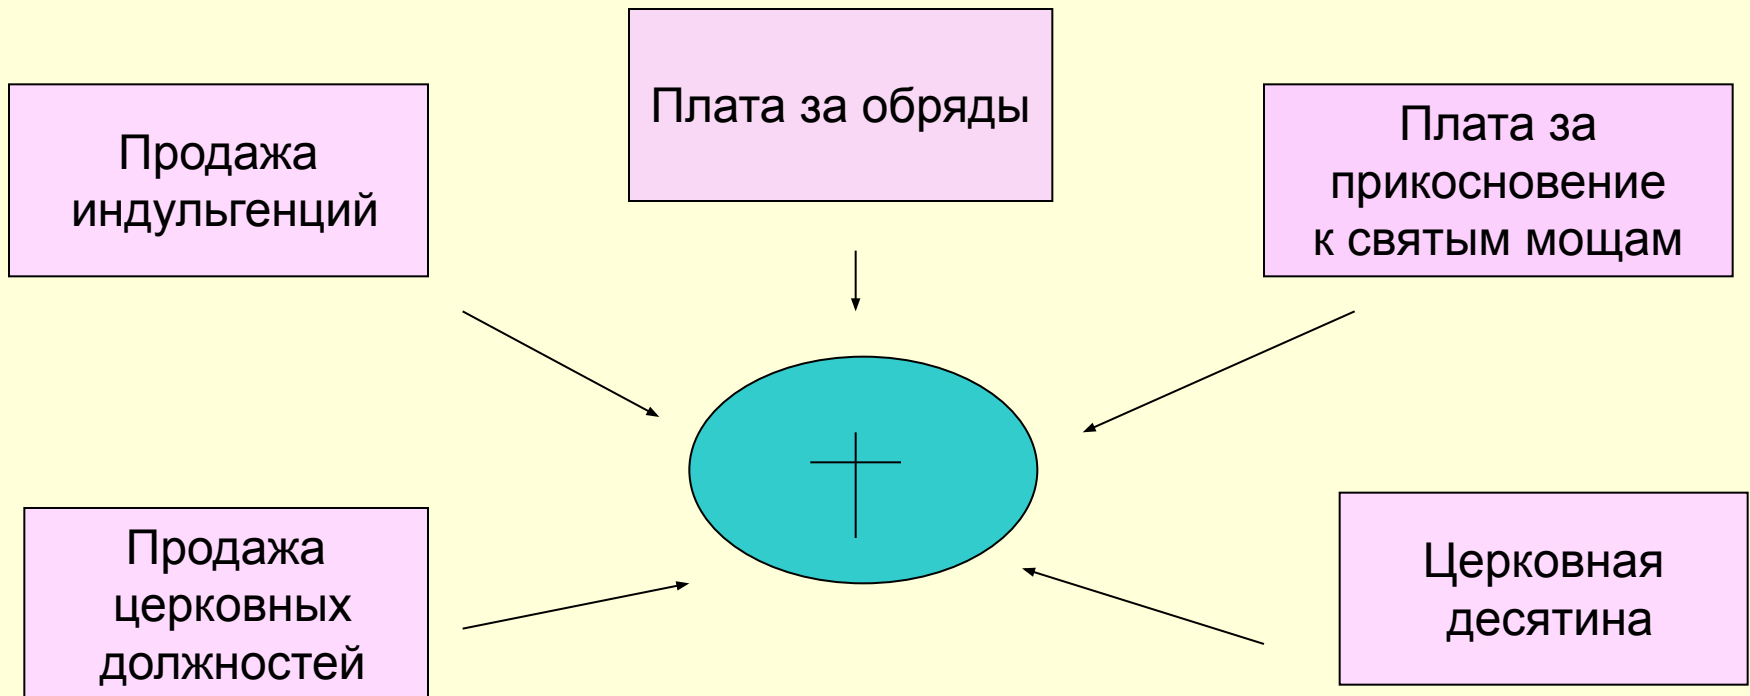 Плата за обряды
Продажа
индульгенций
Плата за
прикосновение
к святым мощам
Продажа
церковных
должностей
Церковная
десятина